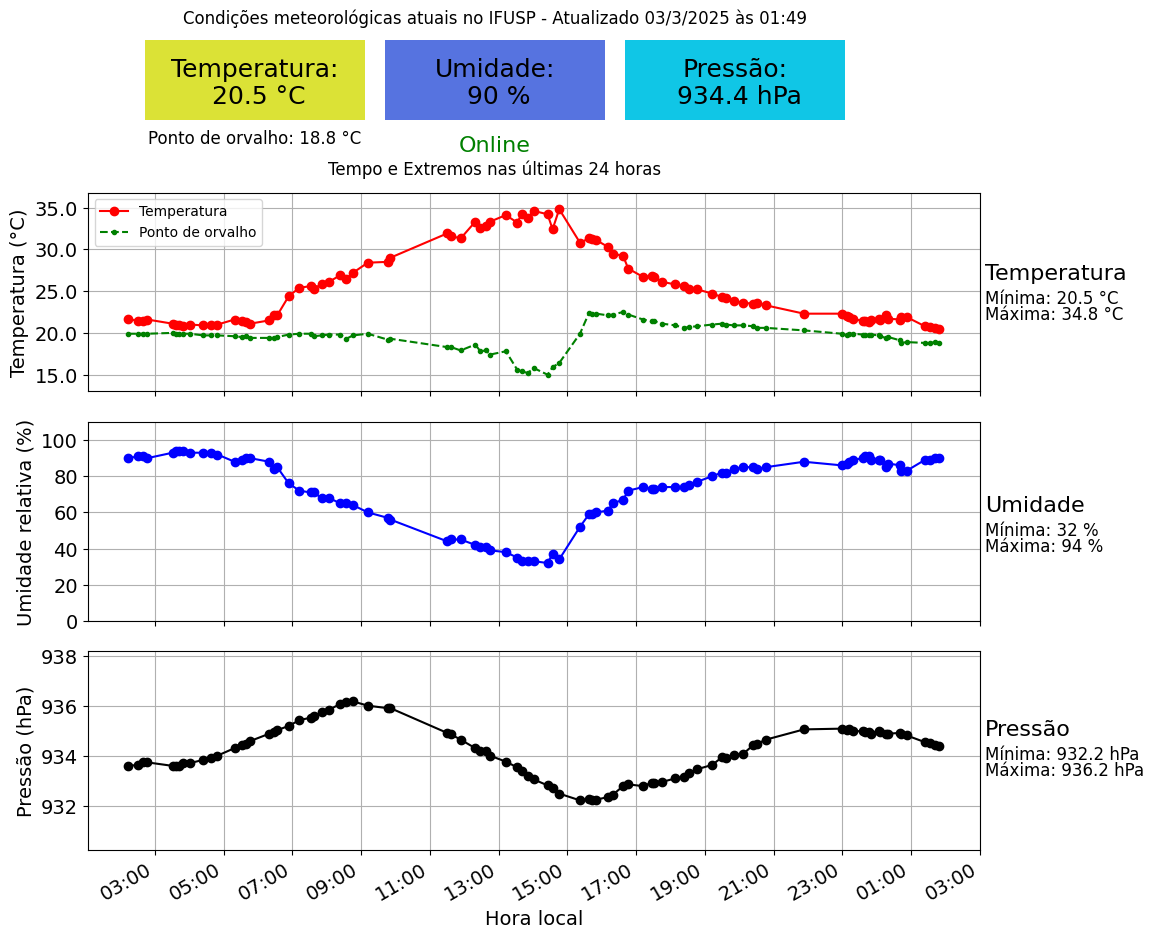 Condições meteorológicas atuais no IFUSP - Atualizado 03/3/2025 às 01:49
Temperatura:
20.5 °C
Umidade:
90 %
Pressão:
934.4 hPa
Ponto de orvalho: 18.8 °C
Online
Tempo e Extremos nas últimas 24 horas
Temperatura (°C)
35.0
30.0
25.0
20.0
15.0
Temperatura
Ponto de orvalho
Temperatura
Mínima: 20.5 °C
Máxima: 34.8 °C
Umidade relativa (%)
100
80
60
40
20
0
Umidade
Mínima: 32 %
Máxima: 94 %
Pressão (hPa)
938
936
934
932
Pressão
Mínima: 932.2 hPa
Máxima: 936.2 hPa
03:00 05:00 07:00 09:00 11:00 13:00 15:00 17:00 19:00 21:00 23:00 01:00 03:00
Hora local